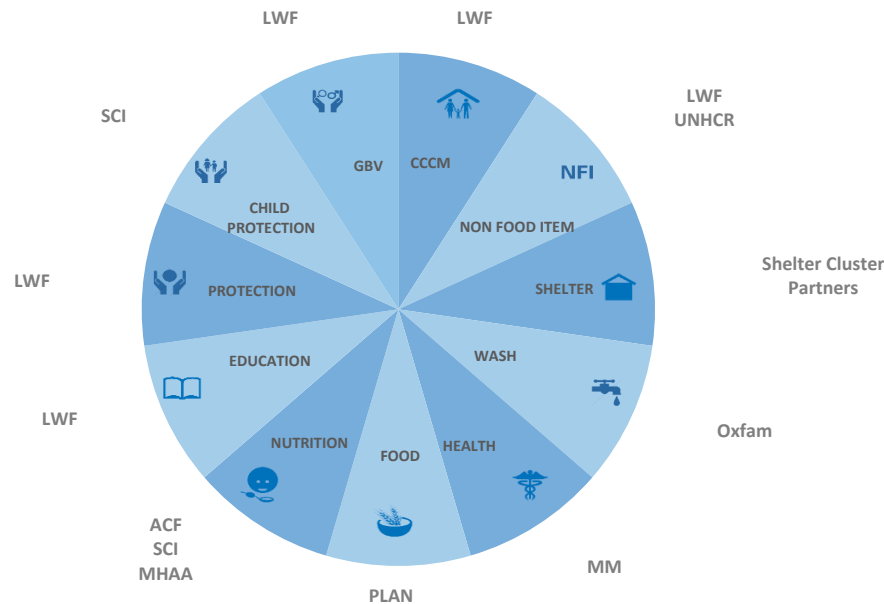 LWF
LWF
SCI
LWF
UNHCR
GBV
CCCM
NFI
CHILD
PROTECTION
NON FOOD ITEM
LWF
PROTECTION
SHELTER
Shelter Cluster
Partners
EDUCATION
WASH
LWF
Oxfam
NUTRITION
FOOD
HEALTH
ACF
SCI
MHAA
PLAN
MM